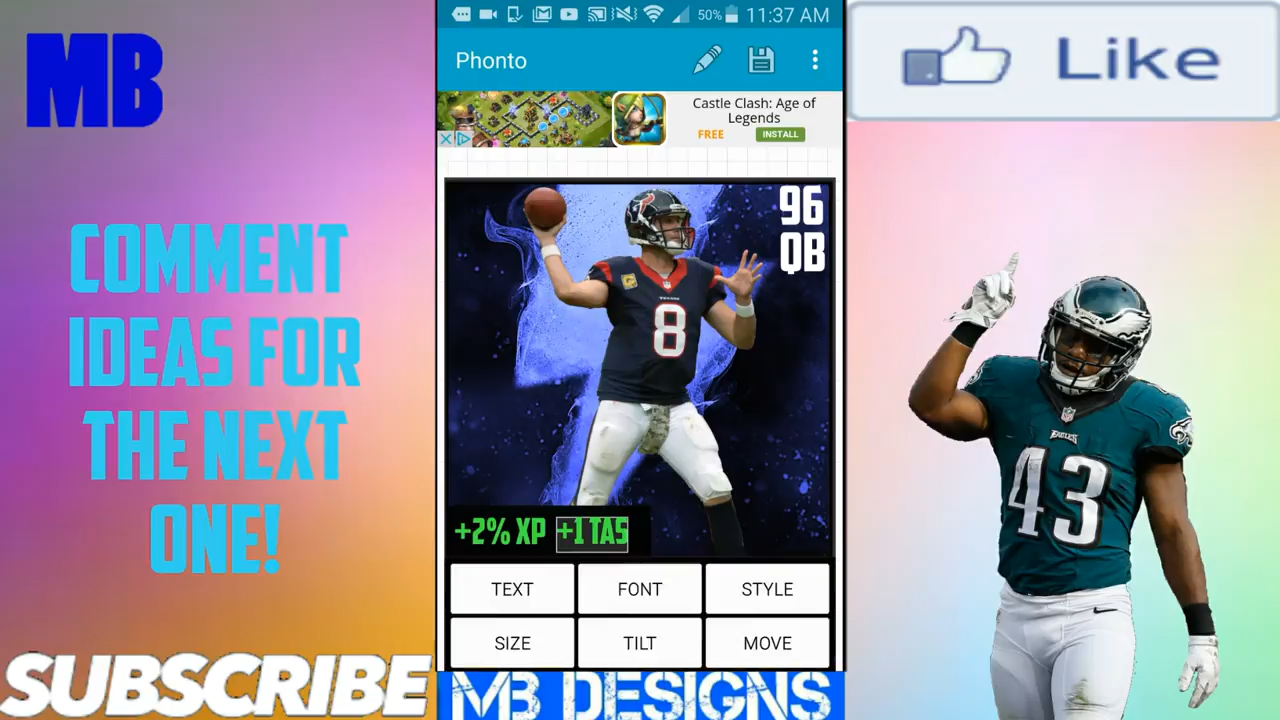 MB
COMMENT
IDEAS FOR
THE NEXT
ONE!
SUBSCRIBE
50% 11:37 AM
Phonto
Castle Clash: Age of
Legends
FREE INSTALL
96
QB
TEXANS
8
+2% XP +1 TAS
TEXT FONT STYLE
SIZE TILT MOVE
MB DESIGNS
Like
EAGLES
43